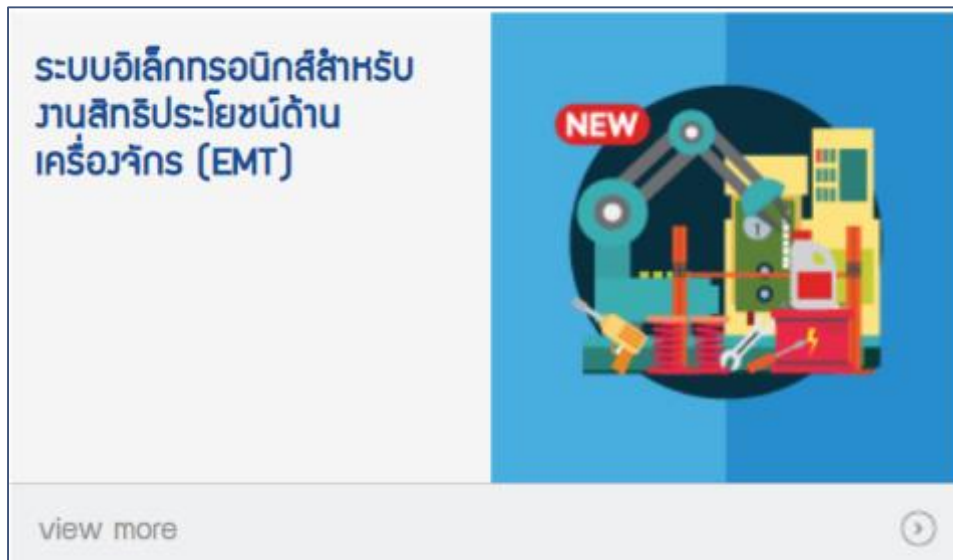 ระบบอิเล็กทรอนิกส์สำหรับ
งานสิทธิประโยชน์ด้าน
เครื่องจักร (EMT)
NEW
view more